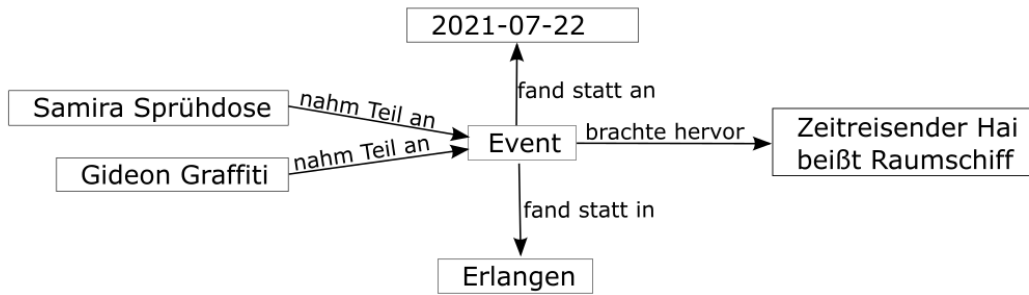 2021-07-22
fand statt an
Samira Sprühdose
nahm Teil an
Gideon Graffiti
nahm Teil an
Event
brachte hervor
Zeitreisender Hai
beißt Raumschiff
fand statt in
Erlangen